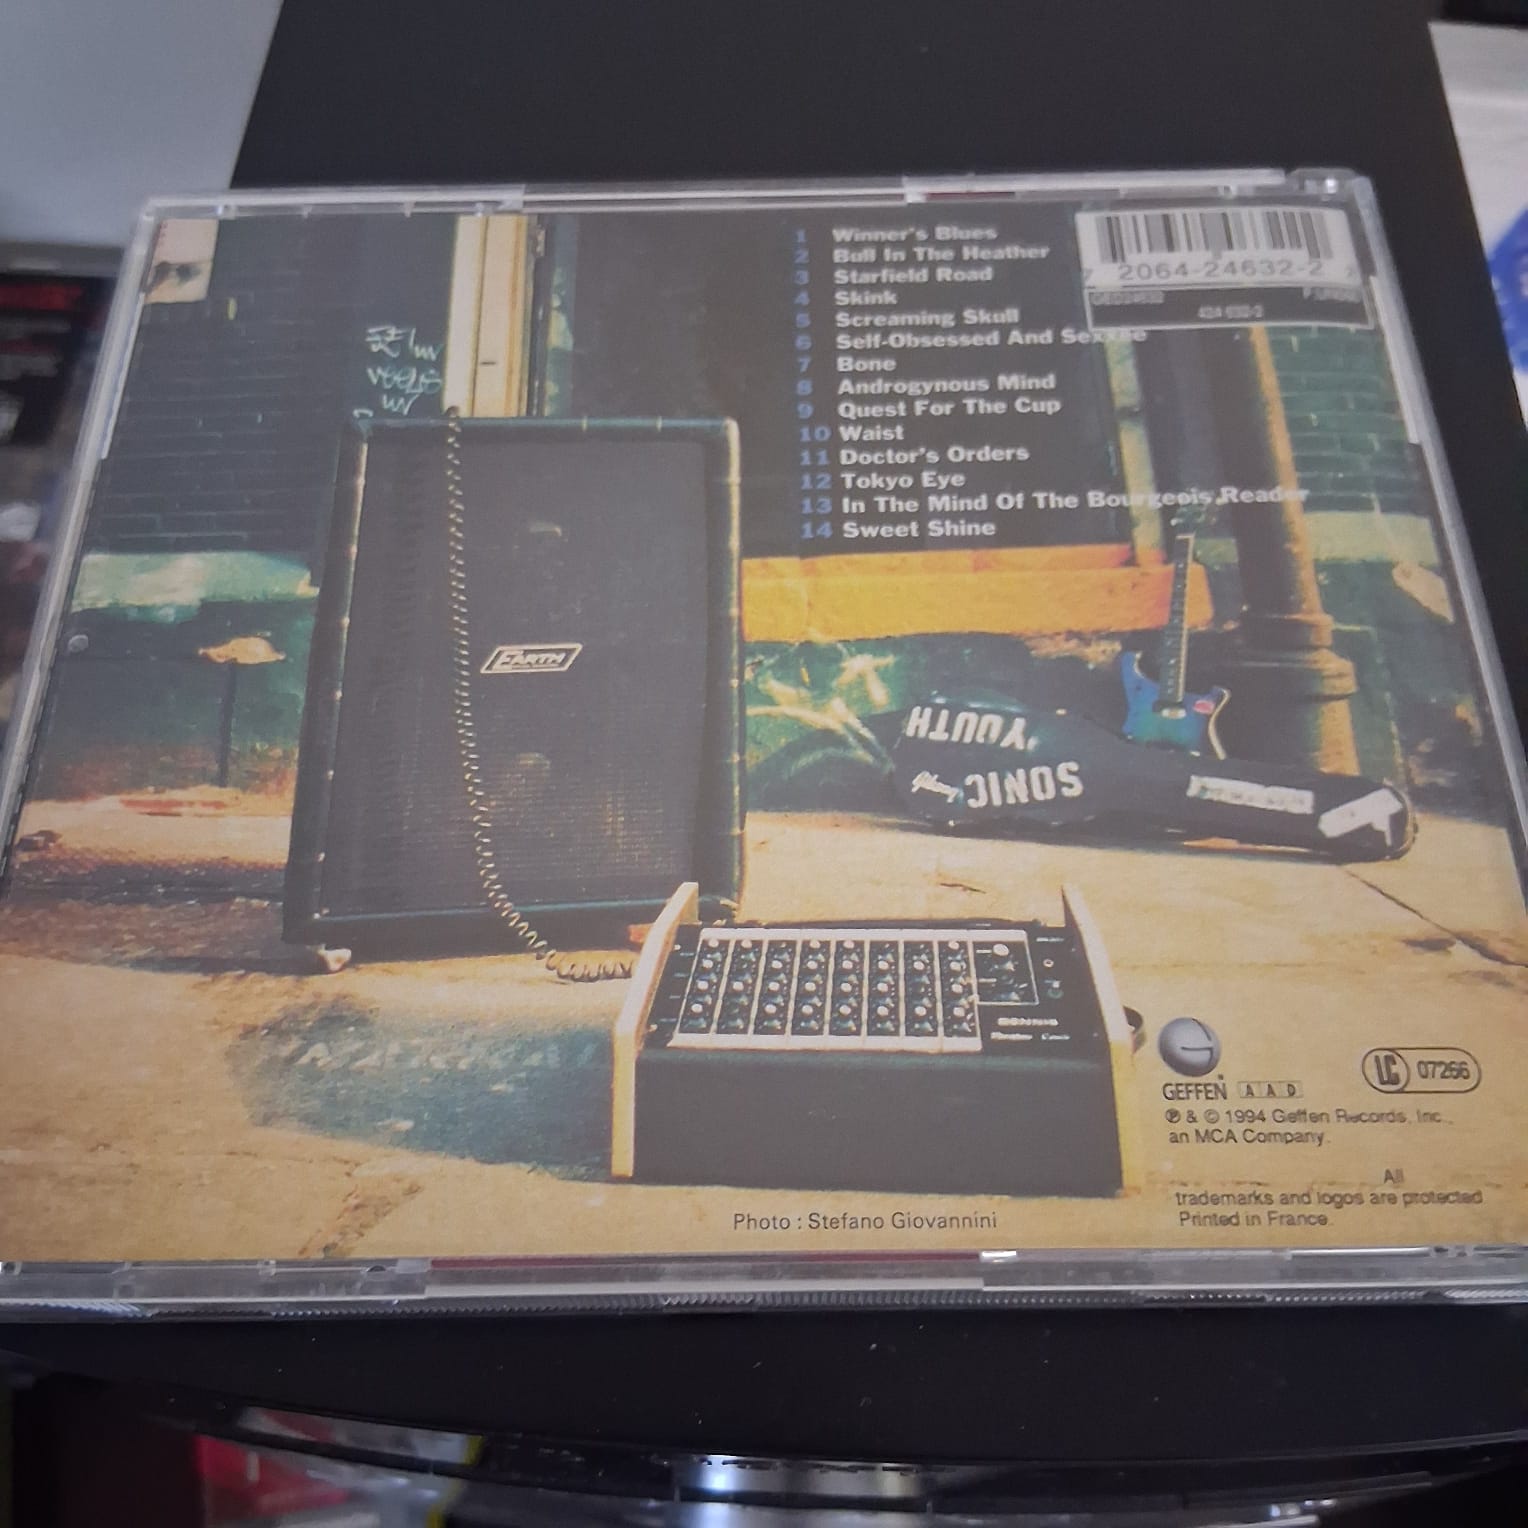 1 Winner's Blues
2 Bull In The Heather
3 Starfield Road
4 Skink
5 Screaming Skull
6 Self-Obsessed And Sexxee
7 Bone
8 Androgynous Mind
9 Quest For The Cup
10 Waist
11 Doctor's Orders
12 Tokyo Eye
13 In The Mind Of The Bourgeois Reader
14 Sweet Shine
7 2064-24632-2 2
EARTH
YOUTH
SONIC
GEFFEN A A D
LC 07266
℗ & © 1994 Geffen Records, Inc.,
an MCA Company.
All
trademarks and logos are protected
Printed in France.
Photo : Stefano Giovannini